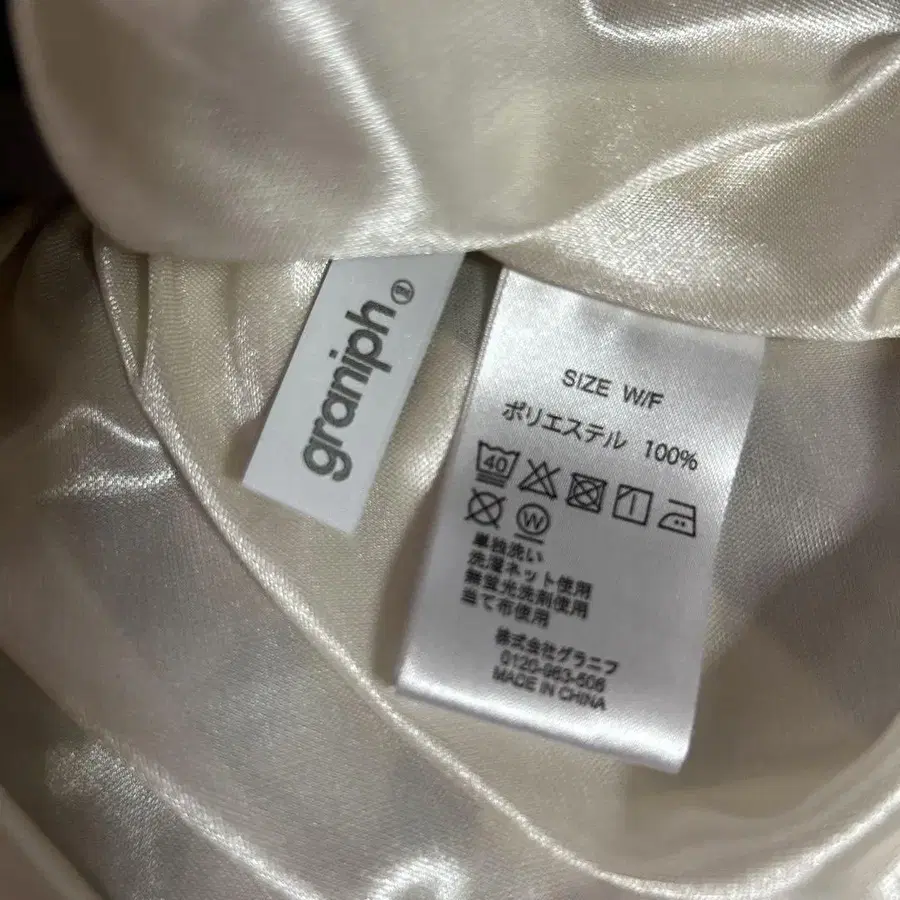 graniph
SIZE W/F
ポリエステル 100%
40
W
単独洗い
洗濯ネット使用
無蛍光洗剤使用
当て布使用
株式会社グラニフ
0120-963-506
MADE IN CHINA